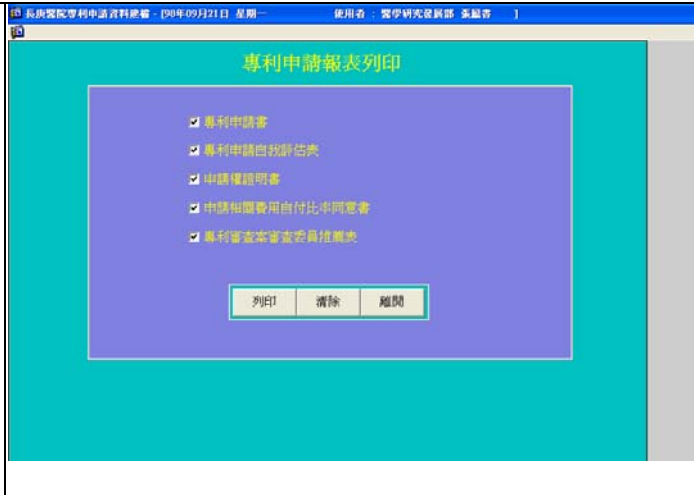 長庚醫院專利申請資料建檔 - [90年09月21日 星期一 使用者 : 醫學研究發展部 張 ]
專利申請報表列印
專利申請書
專利申請自我評估表
申請權證明書
申請相關費用自付比率同意書
專利審查案審查委員推薦表
列印 清除 離開